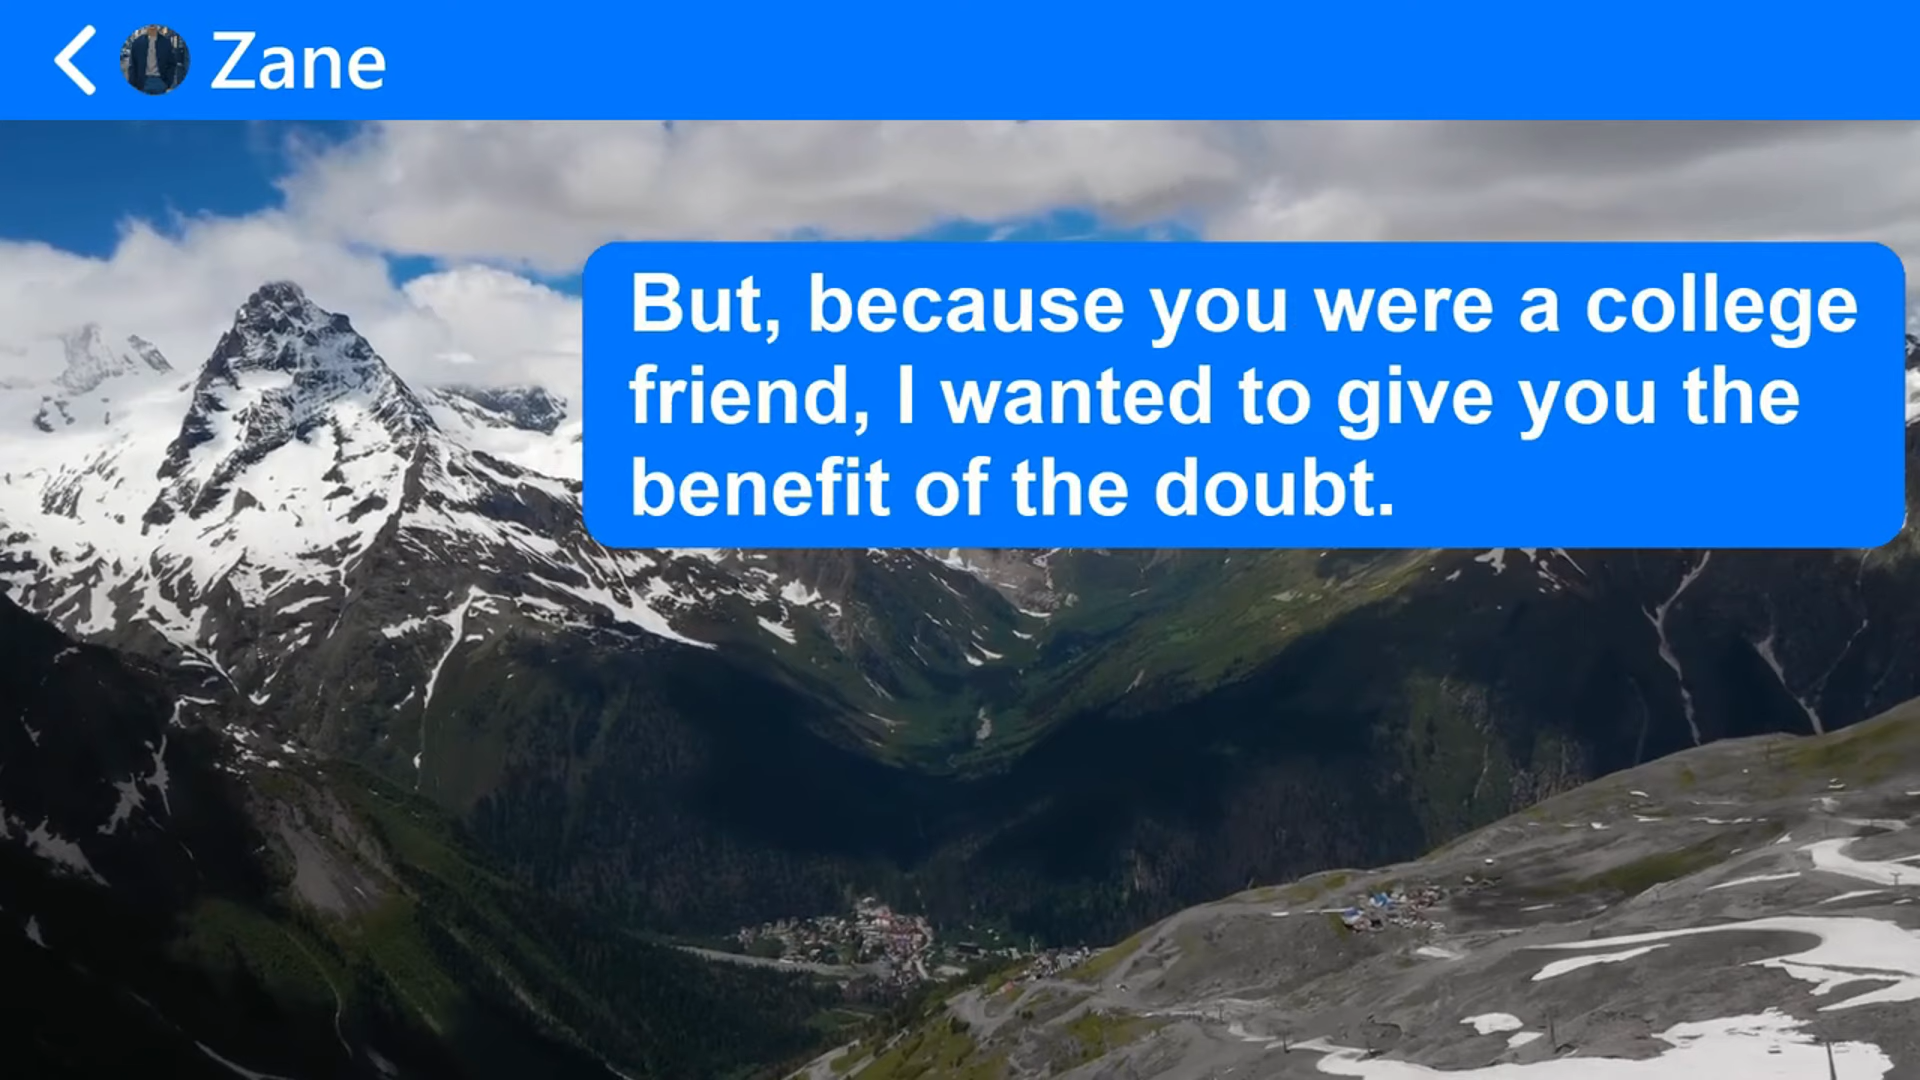 Zane
But, because you were a college
friend, I wanted to give you the
benefit of the doubt.